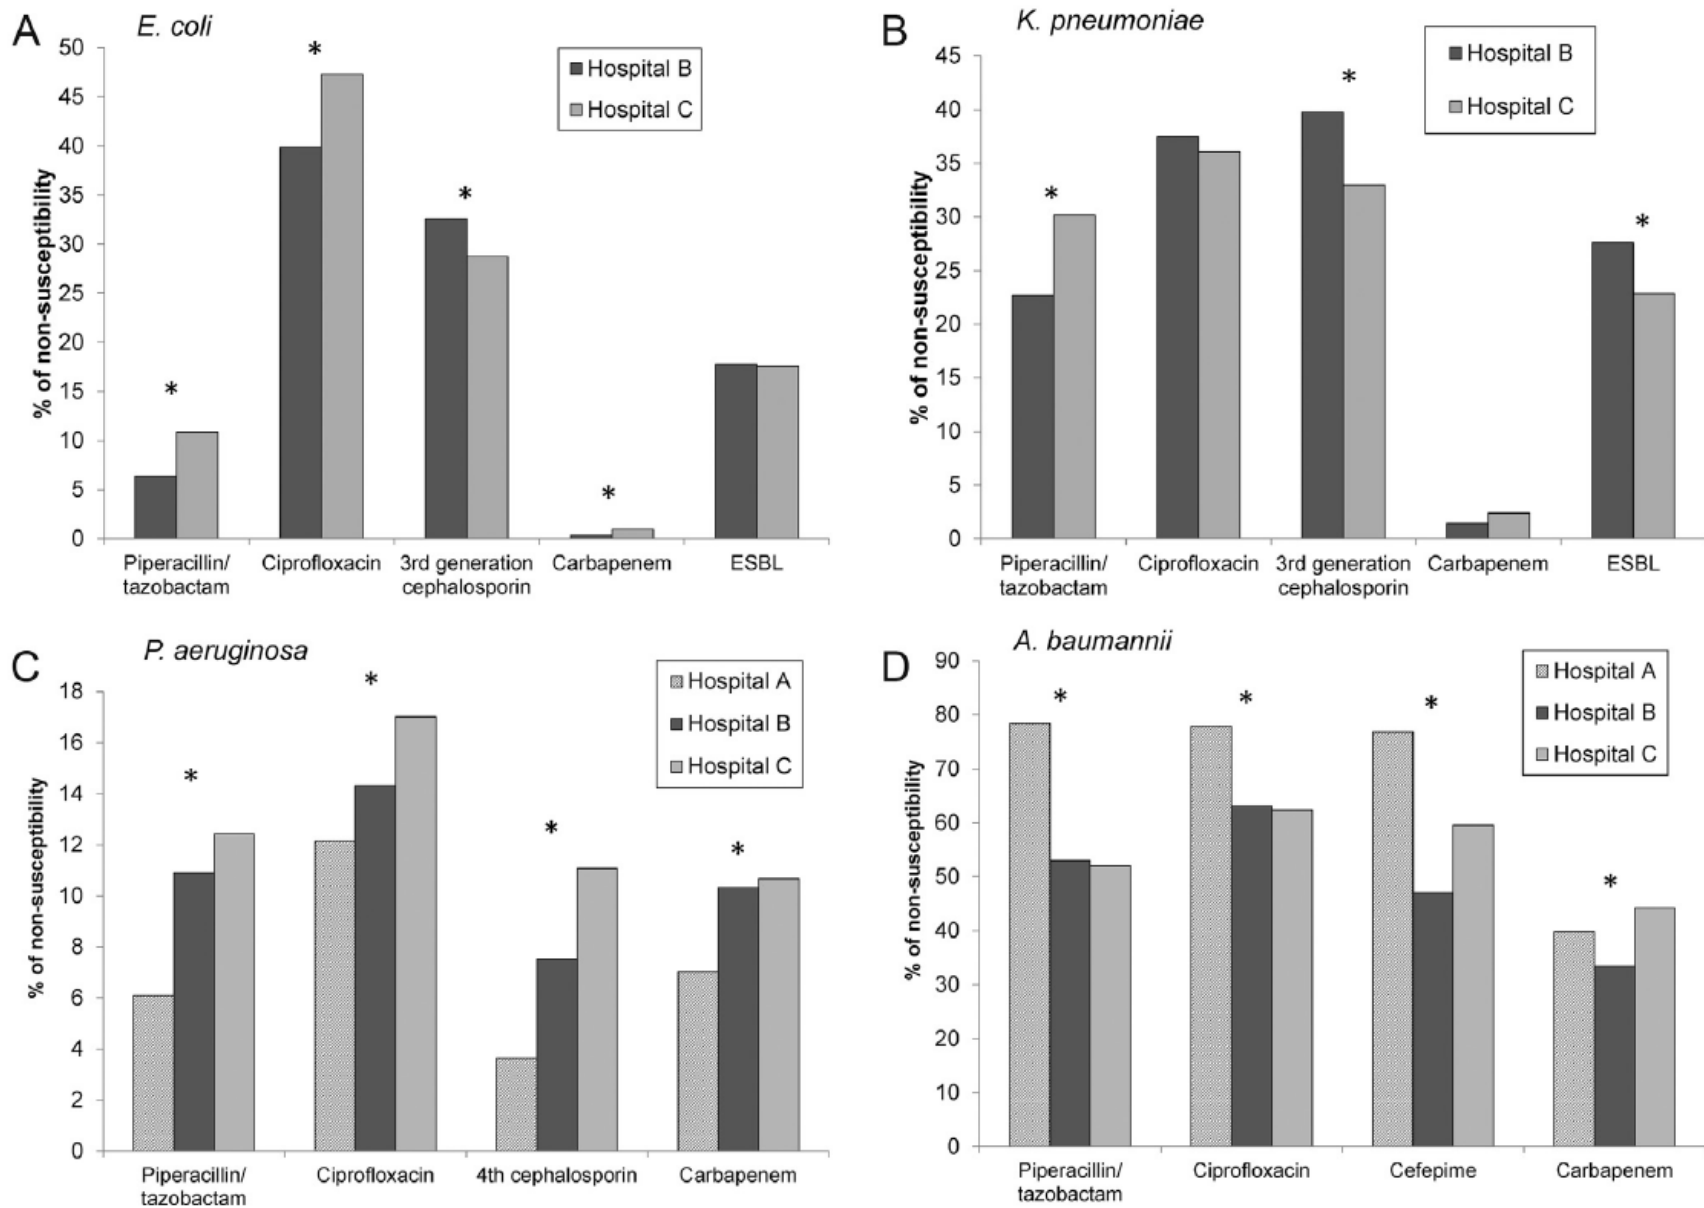 A
E. coli
*
50
45
40
35
30
25
20
15
10
5
0
% of non-susceptibility
Hospital B
Hospital C
*
*
*
Piperacillin/
tazobactam
Ciprofloxacin
3rd generation
cephalosporin
Carbapenem
ESBL
B
K. pneumoniae
45
40
35
30
25
20
15
10
5
0
% of non-susceptibility
Hospital B
Hospital C
*
*
*
Piperacillin/
tazobactam
Ciprofloxacin
3rd generation
cephalosporin
Carbapenem
ESBL
C
P. aeruginosa
18
16
14
12
10
8
6
4
2
0
% of non-susceptibility
Hospital A
Hospital B
Hospital C
*
*
*
*
Piperacillin/
tazobactam
Ciprofloxacin
4th cephalosporin
Carbapenem
D
A. baumannii
90
80
70
60
50
40
30
20
10
0
% of non-susceptibility
Hospital A
Hospital B
Hospital C
*
*
*
*
Piperacillin/
tazobactam
Ciprofloxacin
Cefepime
Carbapenem